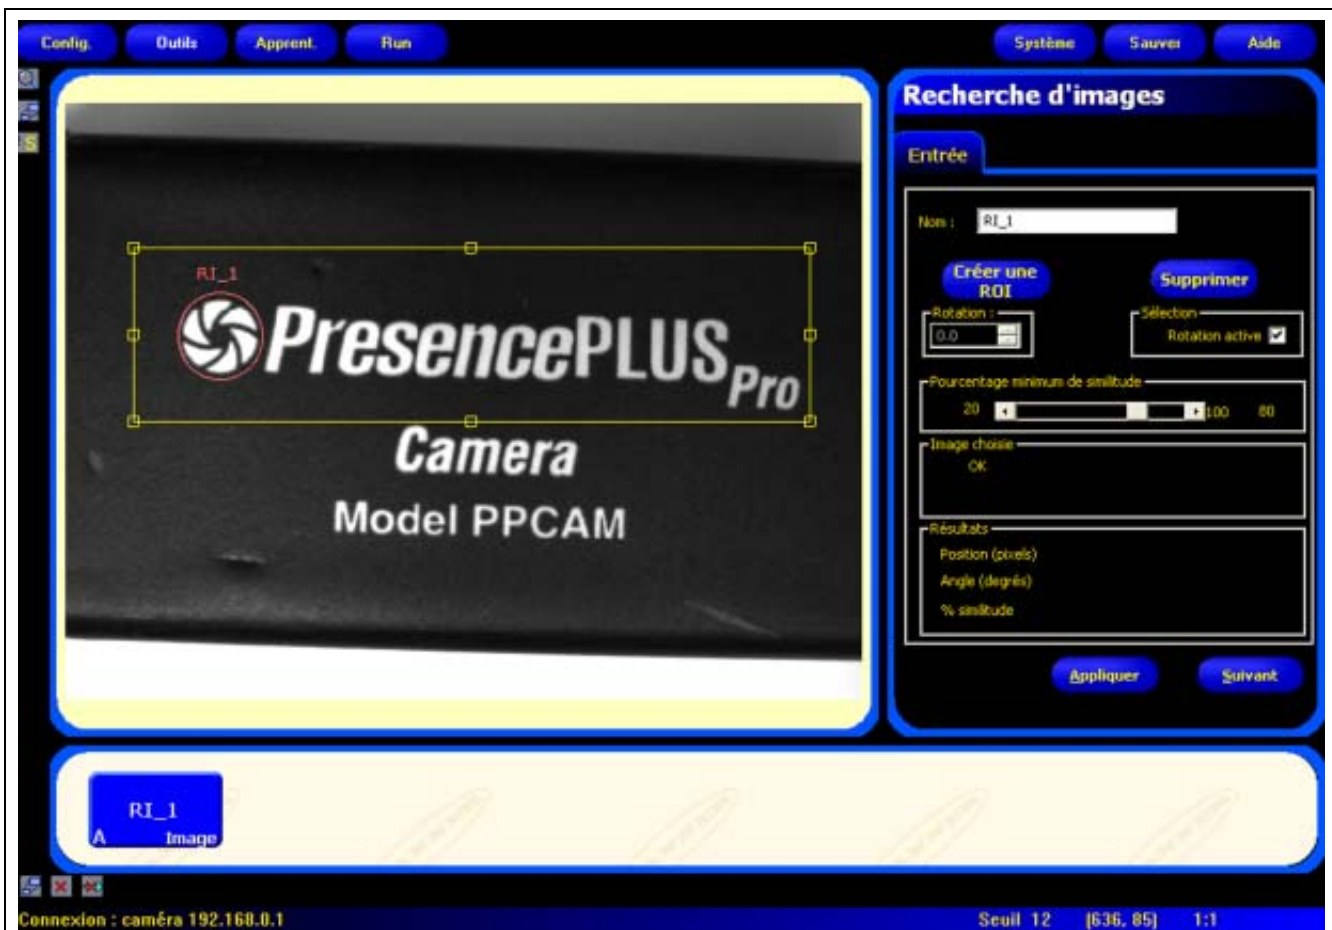 Config. Outils Apprent. Run Système Sauver Aide
S
Recherche d'images
Entrée
Nom : RI_1
Créer une ROI
Supprimer
Rotation :
0.0
Sélection
Rotation active
Pourcentage minimum de similitude
20 100 80
Image choisie
OK
Résultats
Position (pixels)
Angle (degrés)
% similitude
Appliquer Suivant
RI_1
PresencePLUS Pro
Camera
Model PPCAM
RI_1
A Image
Connexion : caméra 192.168.0.1 Seuil 12 [636, 85] 1:1